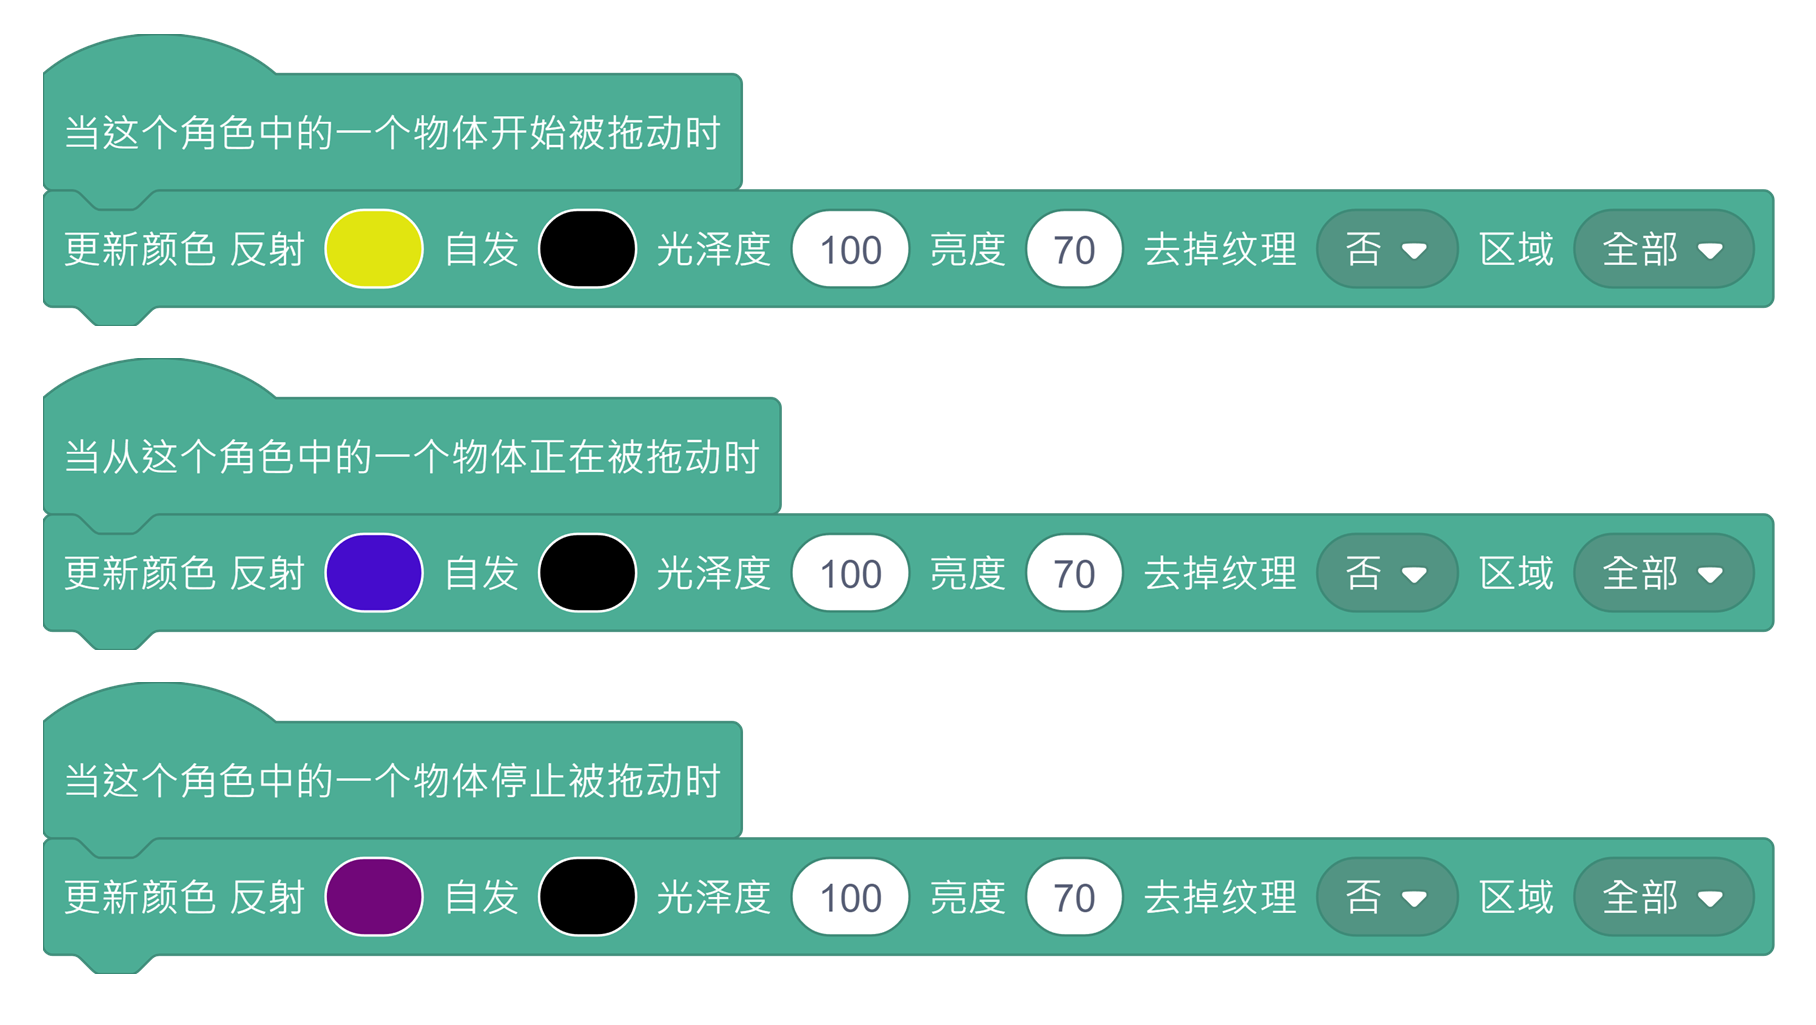 当这个角色中的一个物体开始被拖动时
更新颜色 反射 自发 光泽度 100 亮度 70 去掉纹理 否 区域 全部
当从这个角色中的一个物体正在被拖动时
更新颜色 反射 自发 光泽度 100 亮度 70 去掉纹理 否 区域 全部
当这个角色中的一个物体停止被拖动时
更新颜色 反射 自发 光泽度 100 亮度 70 去掉纹理 否 区域 全部